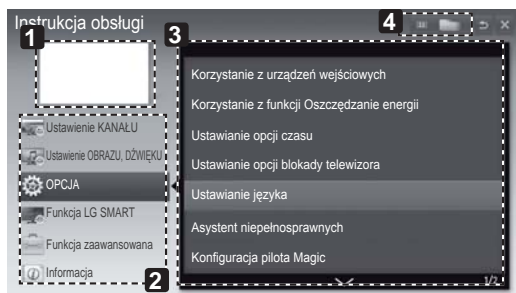 Instrukcja obsługi
1
3
4
Ustawienie KANAŁU
Ustawienie OBRAZU, DŹWIĘKU
OPCJA
Funkcja LG SMART
Funkcja zaawansowana
Informacja
2
Korzystanie z urządzeń wejściowych
Korzystanie z funkcji Oszczędzanie energii
Ustawianie opcji czasu
Ustawianie opcji blokady telewizora
Ustawianie języka
Asystent niepełnosprawnych
Konfiguracja pilota Magic
1/2